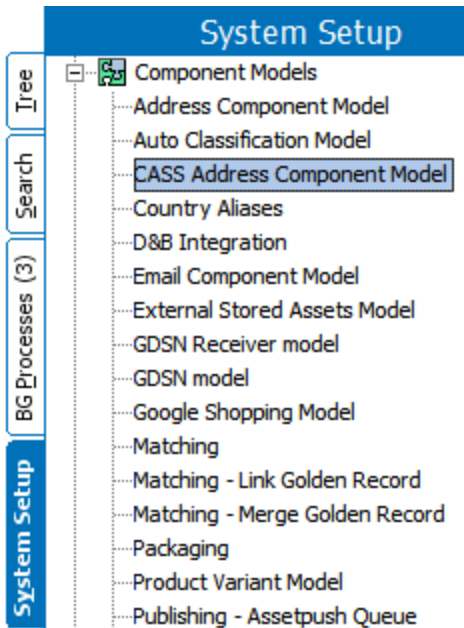 System Setup
Tree
Search
BG Processes (3)
System Setup
Component Models
Address Component Model
Auto Classification Model
CASS Address Component Model
Country Aliases
D&B Integration
Email Component Model
External Stored Assets Model
GDSN Receiver model
GDSN model
Google Shopping Model
Matching
Matching - Link Golden Record
Matching - Merge Golden Record
Packaging
Product Variant Model
Publishing - Assetpush Queue